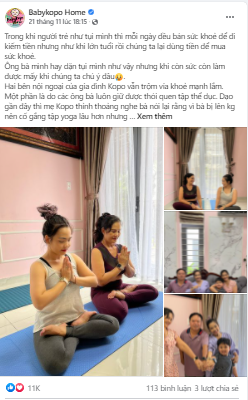 Babykopo Home
21 tháng 11 lúc 18:15
Trong khi người trẻ như tụi mình thì mỗi ngày đều bán sức khoẻ để đi
kiếm tiền nhưng như khi lớn tuổi rồi chúng ta lại dùng tiền để mua
sức khoẻ.
Ông bà mình hay dặn tụi mình như vậy nhưng khi còn sức còn làm
được mấy khi chúng ta chú ý đâu
Hai bên nội ngoại của gia đình Kopo vẫn trộm vía khoẻ mạnh lắm.
Một phần là do các ông bà luôn giữ được thói quen tập thể dục. Dạo
gần đây thì mẹ Kopo thỉnh thoảng nghe bà nói lại rằng vì bà bị lên kg
nên cố gắng tập yoga lâu hơn nhưng ... Xem thêm
11K
113 bình luận 3 lượt chia sẻ